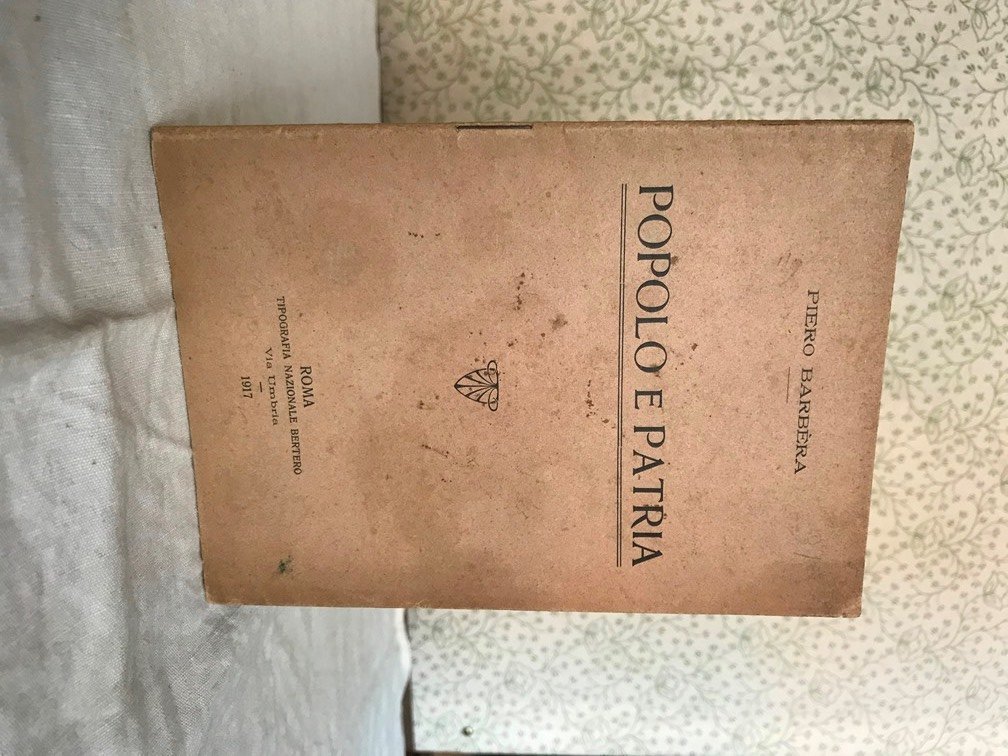 PIERO BARBÈRA
POPOLO E PATRIA
ROMA
TIPOGRAFIA NAZIONALE BERTERO
Via Umbria
1917